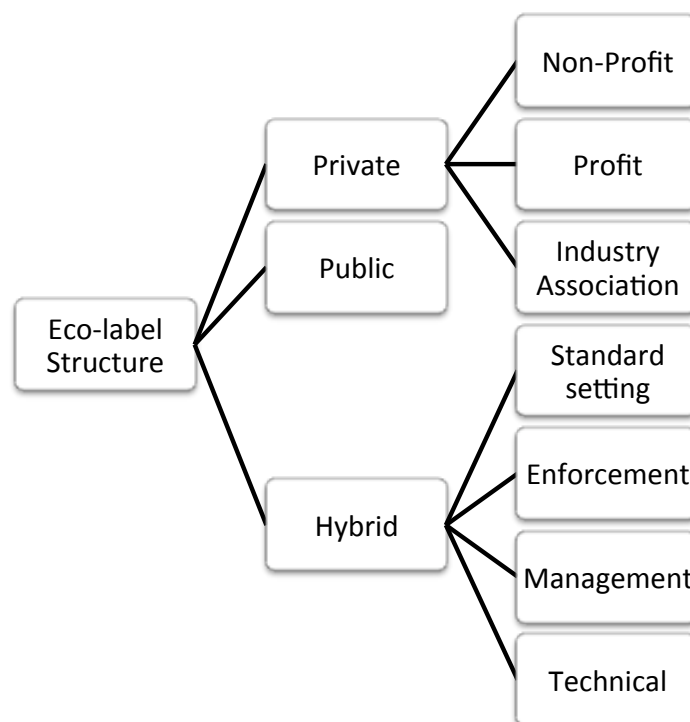 Eco-label
Structure
Private
Public
Hybrid
Non-Profit
Profit
Industry
Association
Standard
setting
Enforcement
Management
Technical